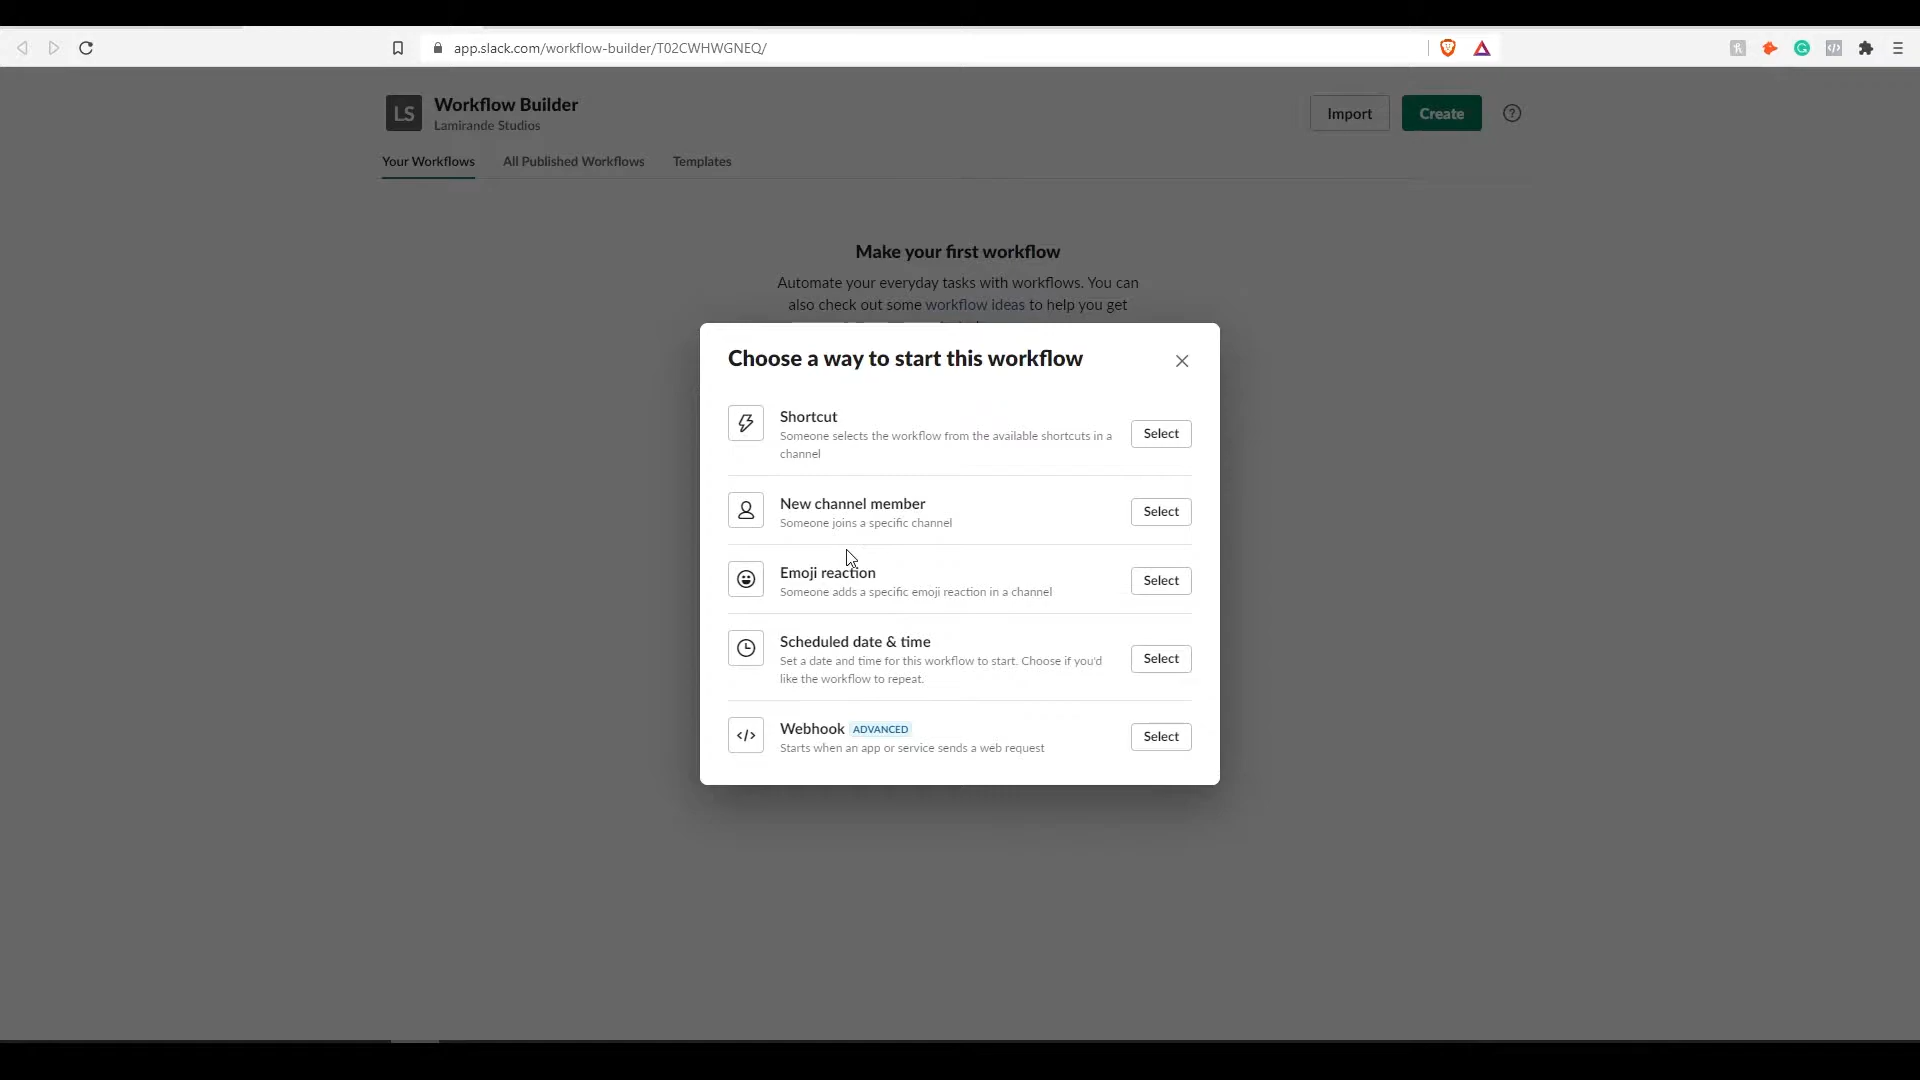 app.slack.com/workflow-builder/T02CWHWGNEQ/
LS
Workflow Builder
Lamirande Studios
Import
Create
Your Workflows
All Published Workflows
Templates
Make your first workflow
Automate your everyday tasks with workflows. You can
also check out some workflow ideas to help you get
Choose a way to start this workflow
Shortcut
Someone selects the workflow from the available shortcuts in a
channel
Select
New channel member
Someone joins a specific channel
Select
Emoji reaction
Someone adds a specific emoji reaction in a channel
Select
Scheduled date & time
Set a date and time for this workflow to start. Choose if you'd
like the workflow to repeat.
Select
Webhook ADVANCED
Starts when an app or service sends a web request
Select